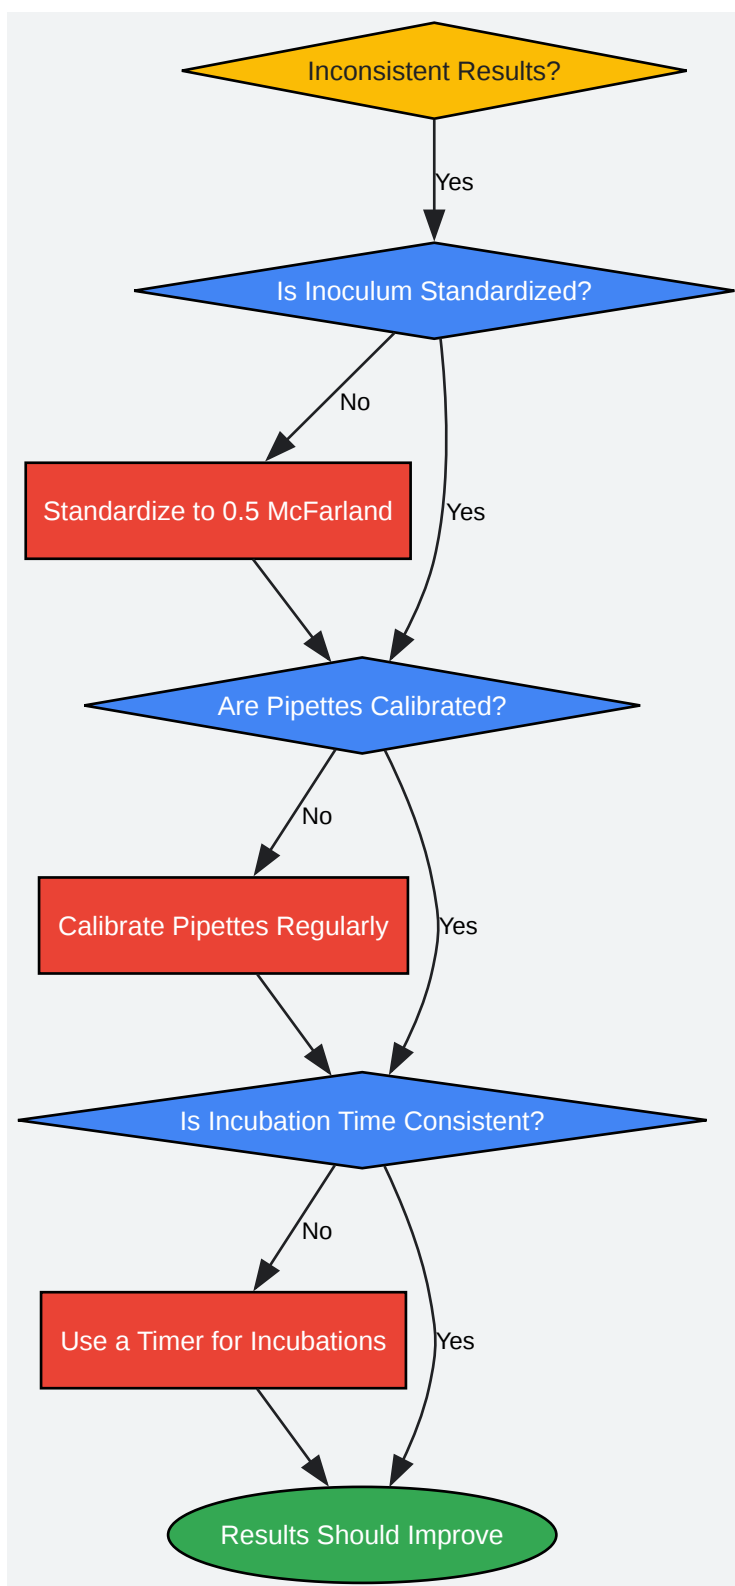 Inconsistent Results?
Yes
Is Inoculum Standardized?
No
Standardize to 0.5 McFarland
Yes
Are Pipettes Calibrated?
No
Calibrate Pipettes Regularly
Yes
Is Incubation Time Consistent?
No
Use a Timer for Incubations
Yes
Results Should Improve